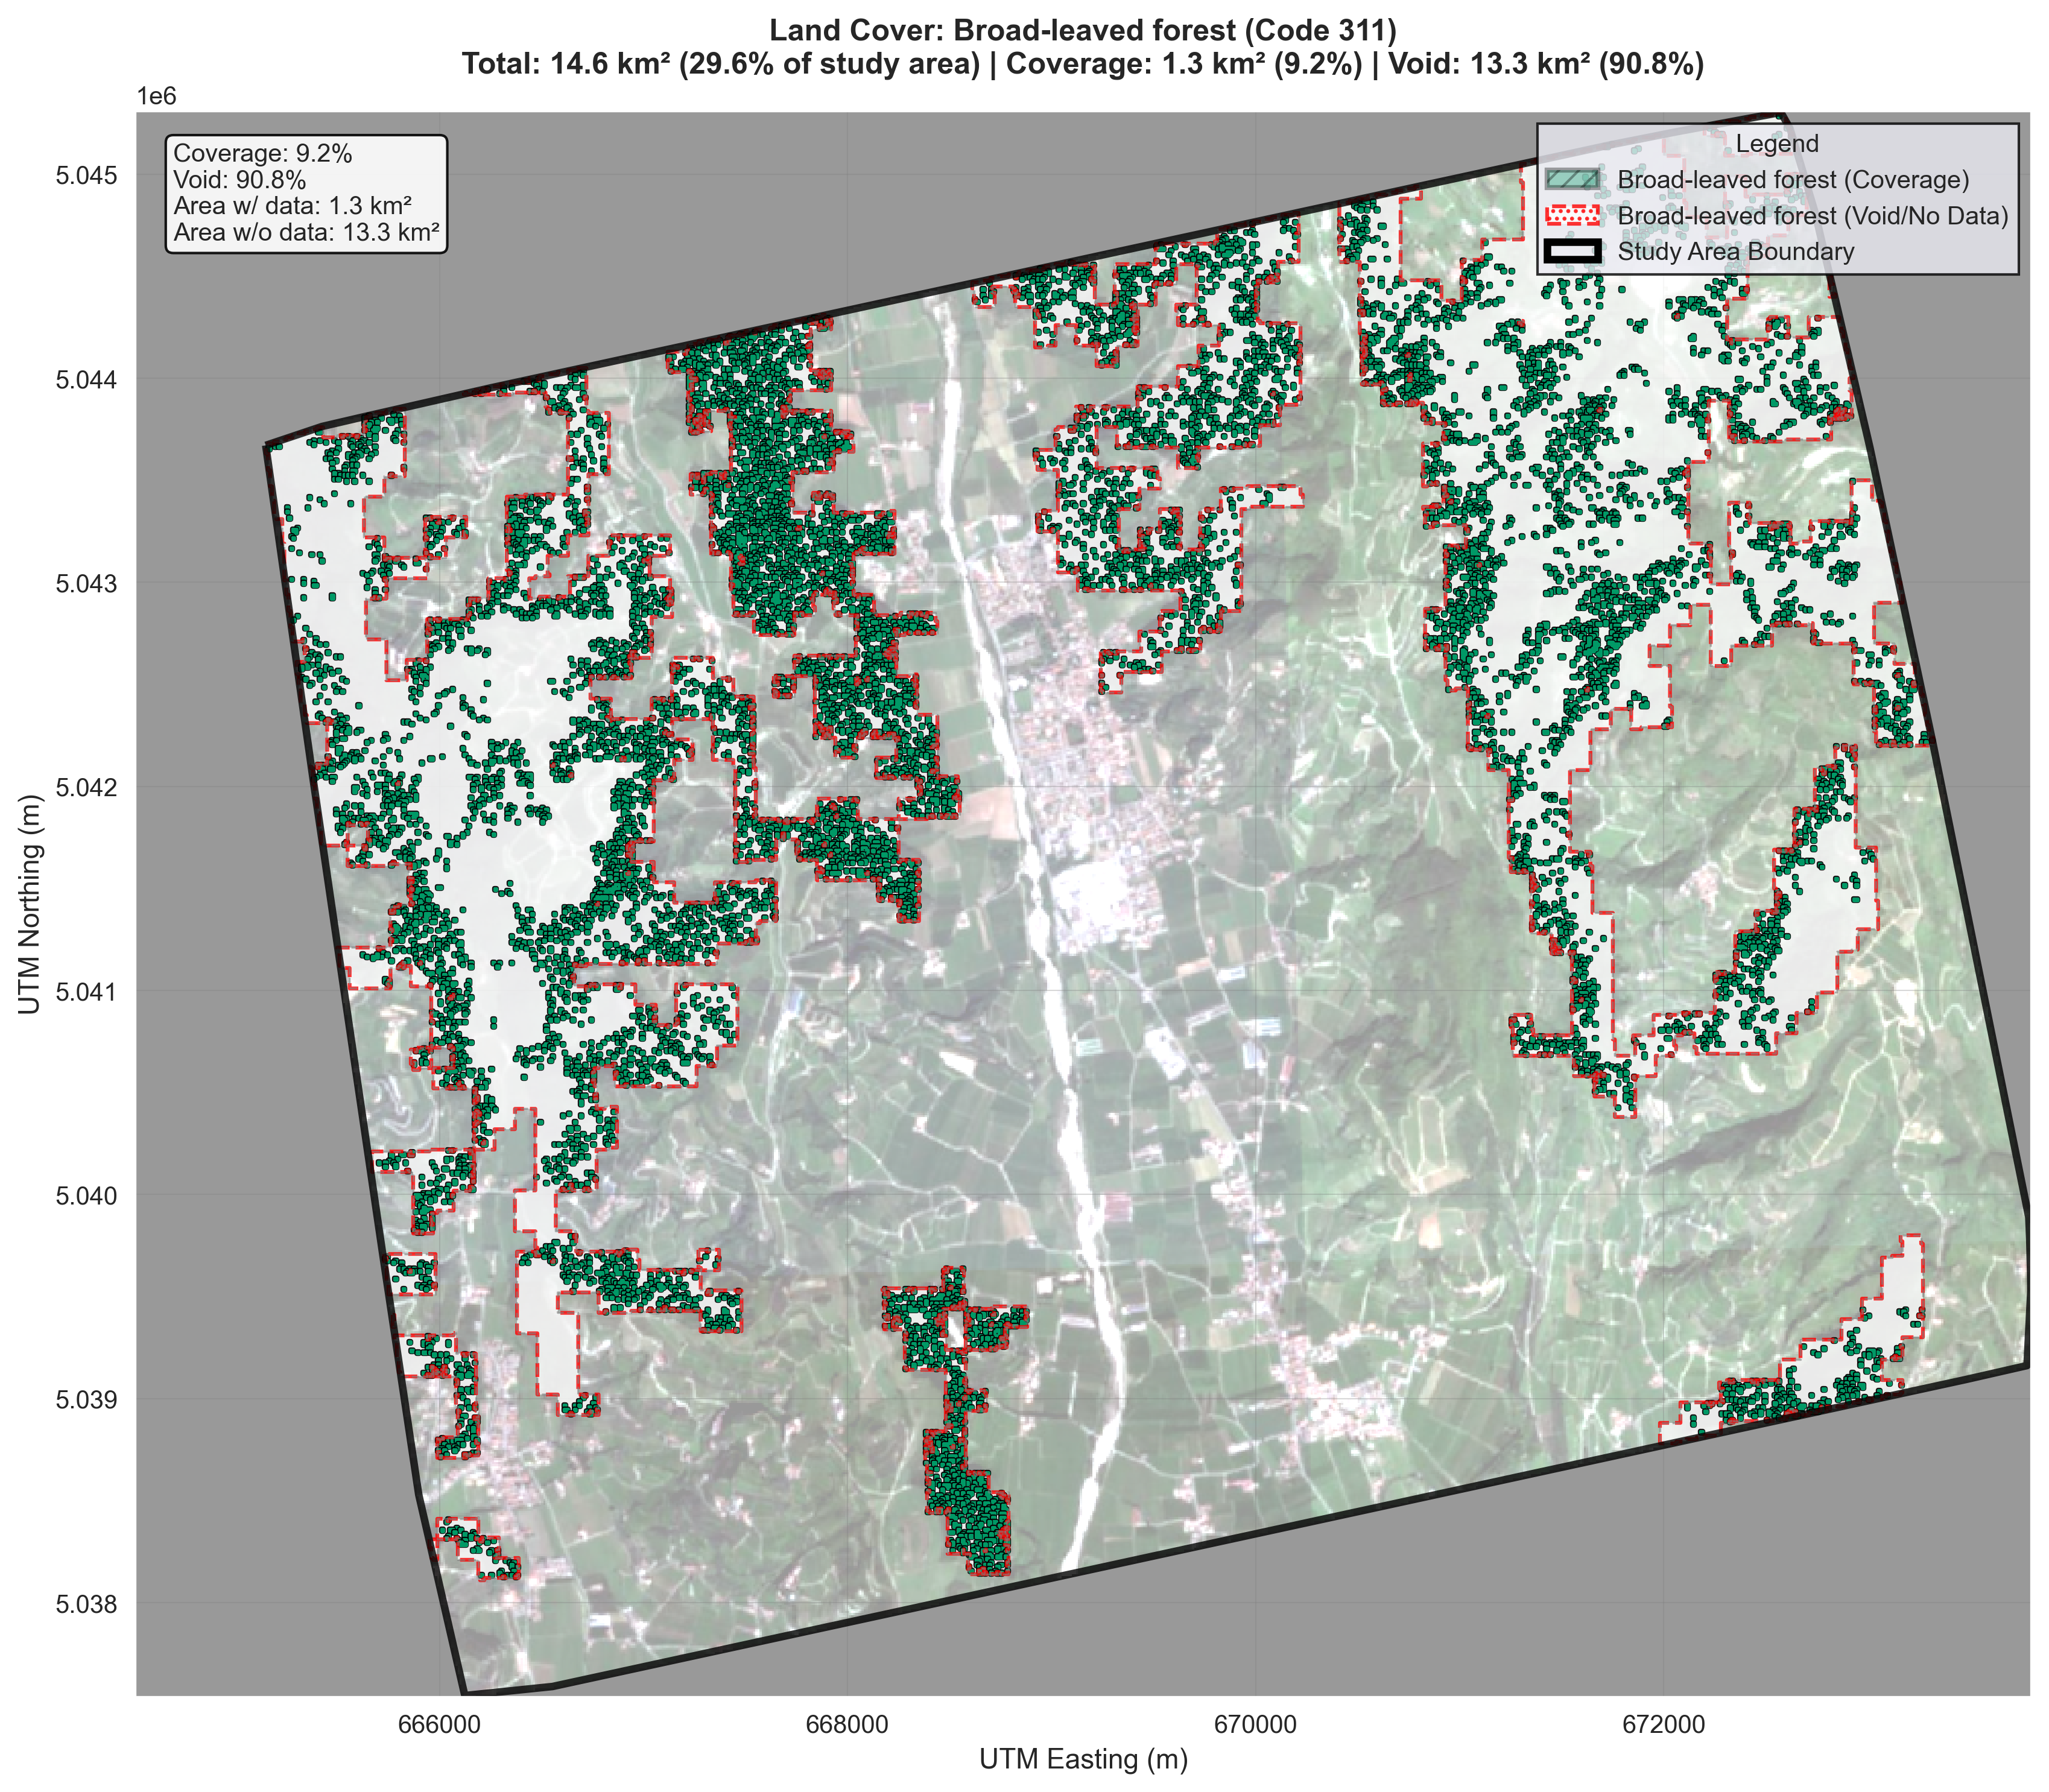 Land Cover: Broad-leaved forest (Code 311)
Total: 14.6 km² (29.6% of study area) | Coverage: 1.3 km² (9.2%) | Void: 13.3 km² (90.8%)
1e6
Coverage: 9.2%
Void: 90.8%
Area w/ data: 1.3 km²
Area w/o data: 13.3 km²
Legend
Broad-leaved forest (Coverage)
Broad-leaved forest (Void/No Data)
Study Area Boundary
5.045
5.044
5.043
5.042
5.041
5.040
5.039
5.038
UTM Northing (m)
666000
668000
670000
672000
UTM Easting (m)